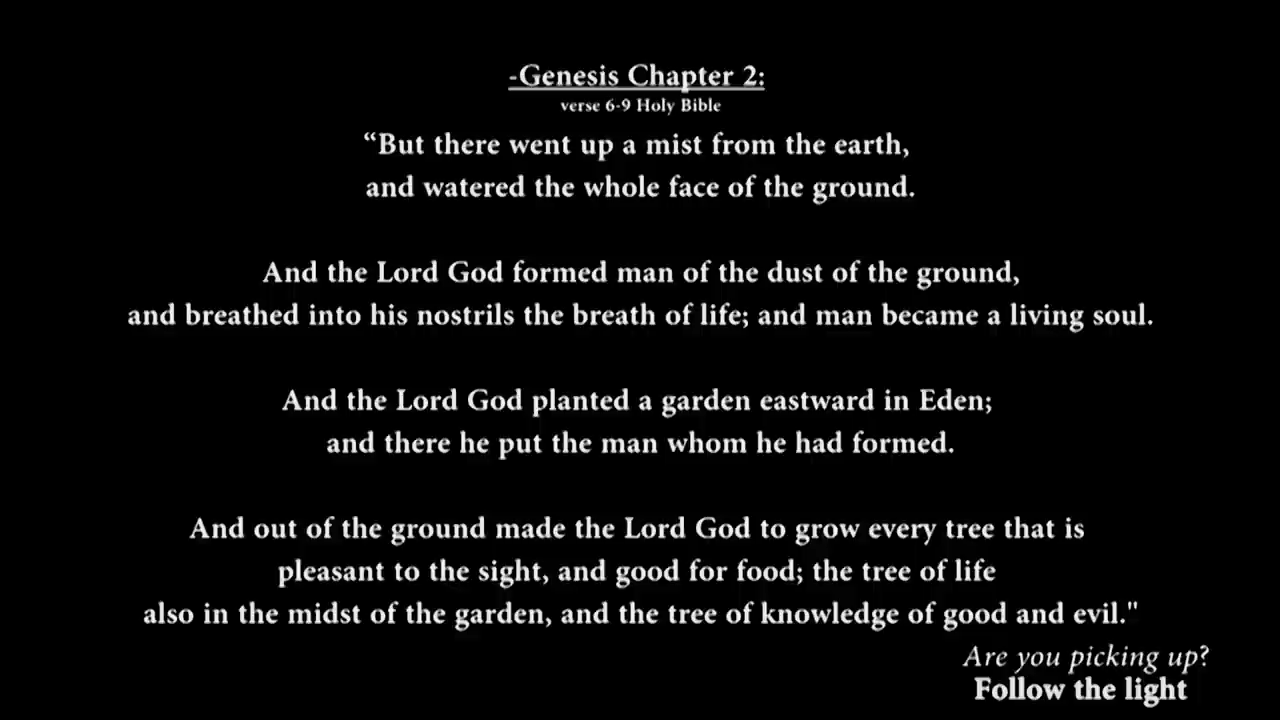 -Genesis Chapter 2:
verse 6-9 Holy Bible
“But there went up a mist from the earth,
and watered the whole face of the ground.
And the Lord God formed man of the dust of the ground,
and breathed into his nostrils the breath of life; and man became a living soul.
And the Lord God planted a garden eastward in Eden;
and there he put the man whom he had formed.
And out of the ground made the Lord God to grow every tree that is
pleasant to the sight, and good for food; the tree of life
also in the midst of the garden, and the tree of knowledge of good and evil."
Are you picking up?
Follow the light